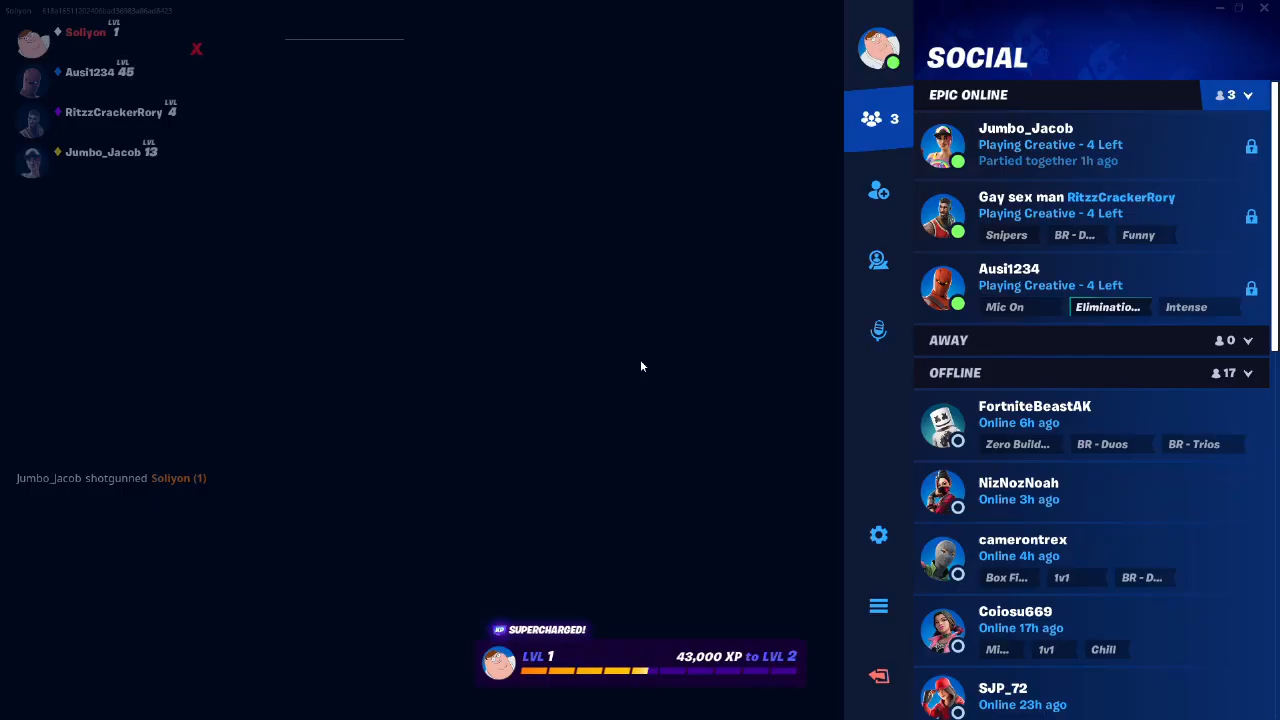 Soliyon
LVL
Soliyon 1
X
LVL
Ausi1234 45
LVL
RitzzCrackerRory 4
LVL
Jumbo_Jacob 13
Jumbo_Jacob shotgunned Soliyon (1)
XP SUPERCHARGED!
LVL 1 43,000 XP to LVL 2
3
SOCIAL
EPIC ONLINE 3
Jumbo_Jacob
Playing Creative - 4 Left
Partied together 1h ago
Gay sex man RitzzCrackerRory
Playing Creative - 4 Left
Snipers BR - D... Funny
Ausi1234
Playing Creative - 4 Left
Mic On Eliminatio... Intense
AWAY 0
OFFLINE 17
FortniteBeastAK
Online 6h ago
Zero Build... BR - Duos BR - Trios
NizNozNoah
Online 3h ago
camerontrex
Online 4h ago
Box Fi... 1v1 BR - D...
Coiosu669
Online 17h ago
Mi... 1v1 Chill
SJP_72
Online 23h ago